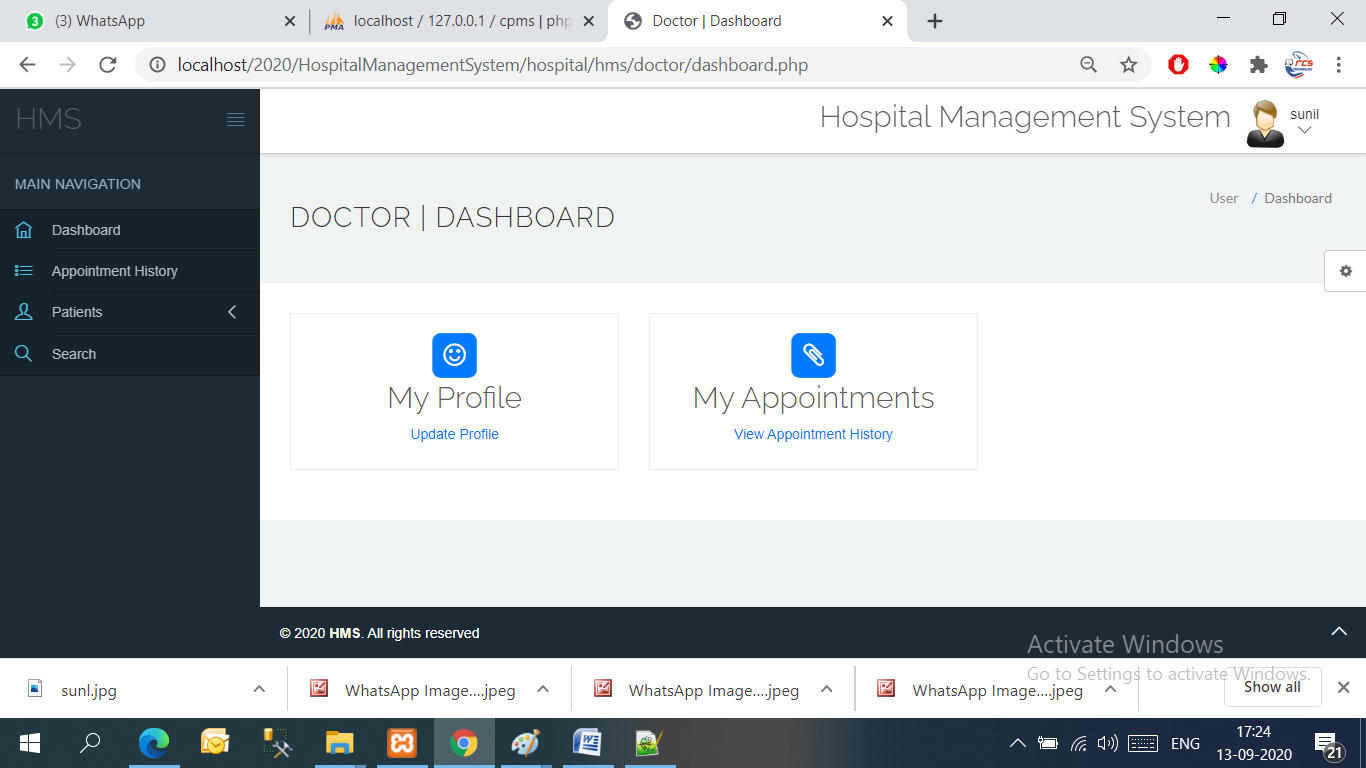 3 (3) WhatsApp
PMA localhost / 127.0.0.1 / cpms | php
Doctor | Dashboard
localhost/2020/HospitalManagementSystem/hospital/hms/doctor/dashboard.php
HMS
Hospital Management System
sunil
MAIN NAVIGATION
Dashboard
Appointment History
Patients
Search
DOCTOR | DASHBOARD
User / Dashboard
My Profile
Update Profile
My Appointments
View Appointment History
© 2020 HMS. All rights reserved
Activate Windows
Go to Settings to activate Windows.
sunl.jpg
WhatsApp Image....jpeg
WhatsApp Image....jpeg
WhatsApp Image....jpeg
Show all
ENG
17:24
13-09-2020
21